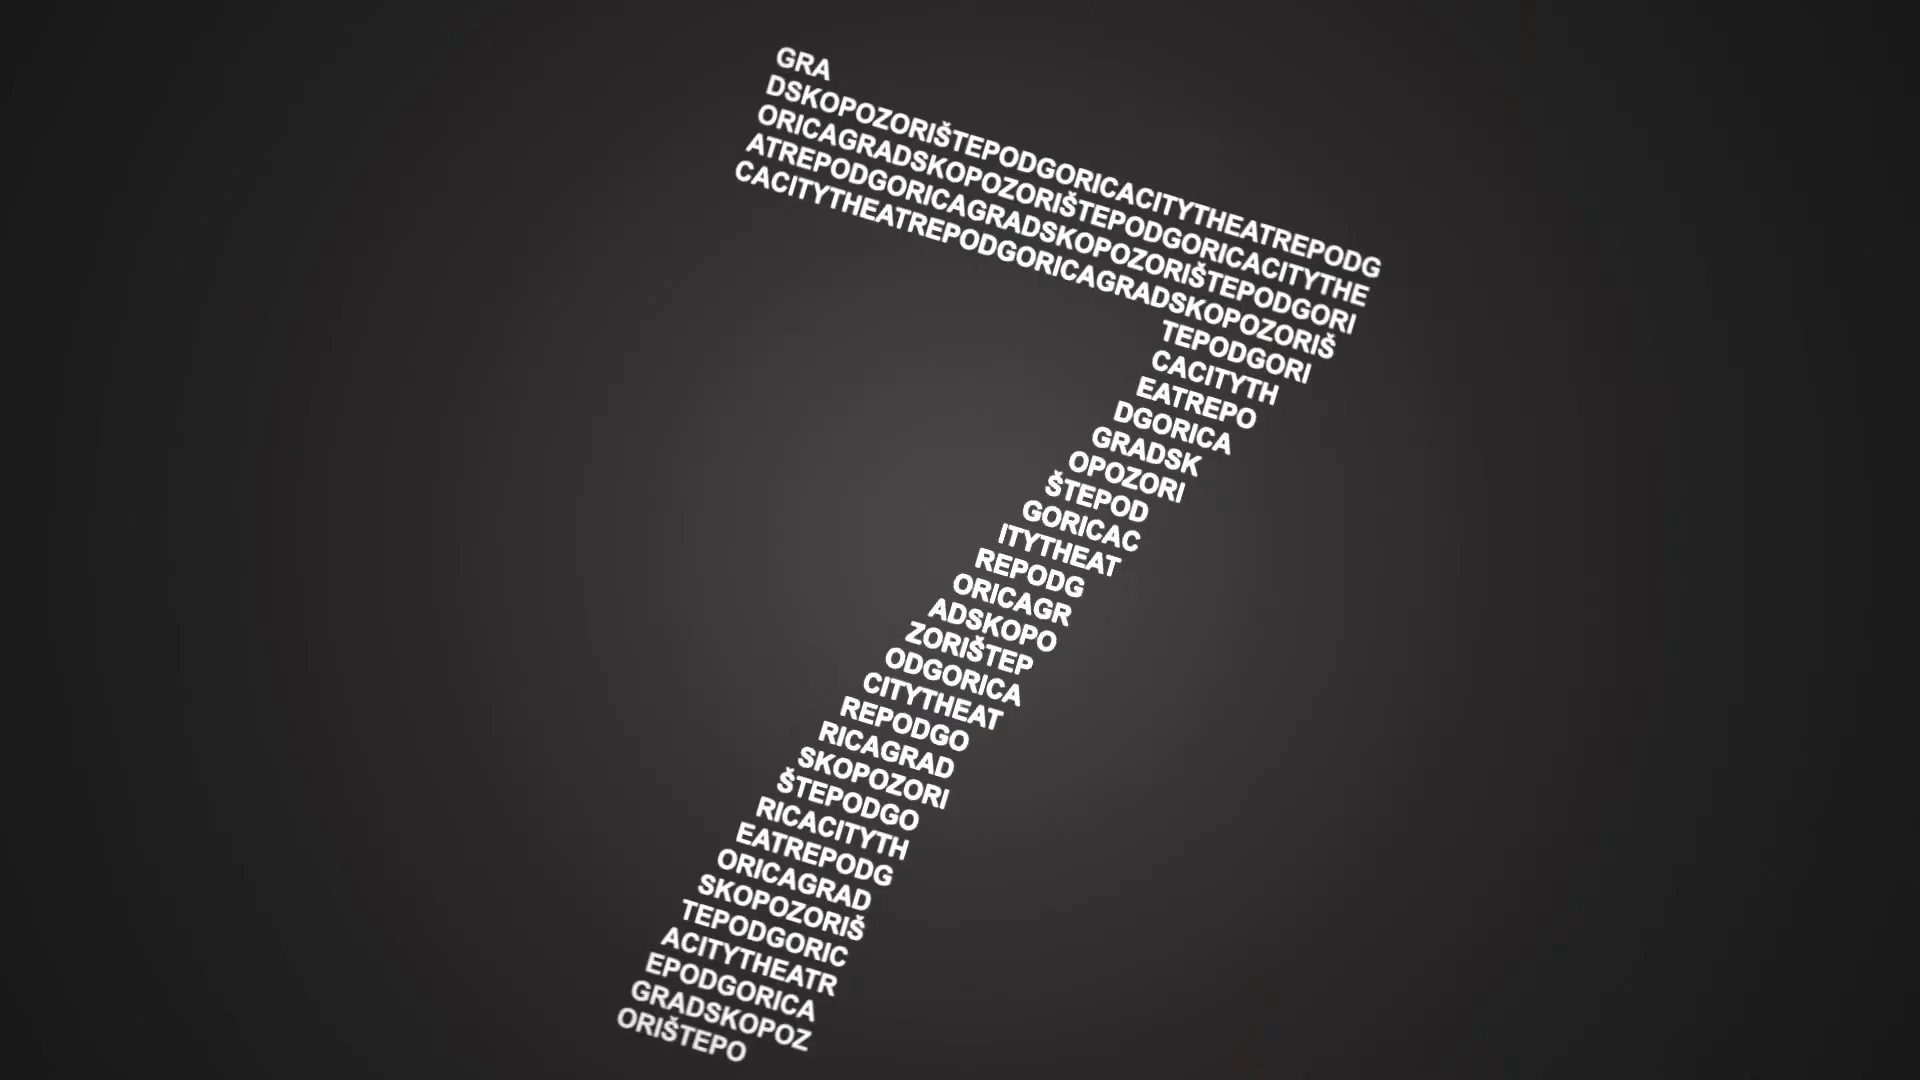 GRA
DSKOPOZORIŠTEPODGORICACITYTHEATREPODG
ORICAGRADSKOPOZORIŠTEPODGORICACITYTHE
ATREPODGORICAGRADSKOPOZORIŠTEPODGORI
CACITYTHEATREPODGORICAGRADSKOPOZORIŠ
TEPODGORI
CACITYTH
EATREPO
DGORICA
GRADSK
OPOZORI
ŠTEPOD
GORICAC
ITYTHEAT
REPODG
ORICAGR
ADSKOPO
ZORIŠTEP
ODGORICA
CITYTHEAT
REPODGO
RICAGRAD
SKOPOZORI
ŠTEPODGO
RICACITYTH
EATREPODG
ORICAGRAD
SKOPOZORIŠ
TEPODGORIC
ACITYTHEATR
EPODGORICA
GRADSKOPOZ
ORIŠTEPO